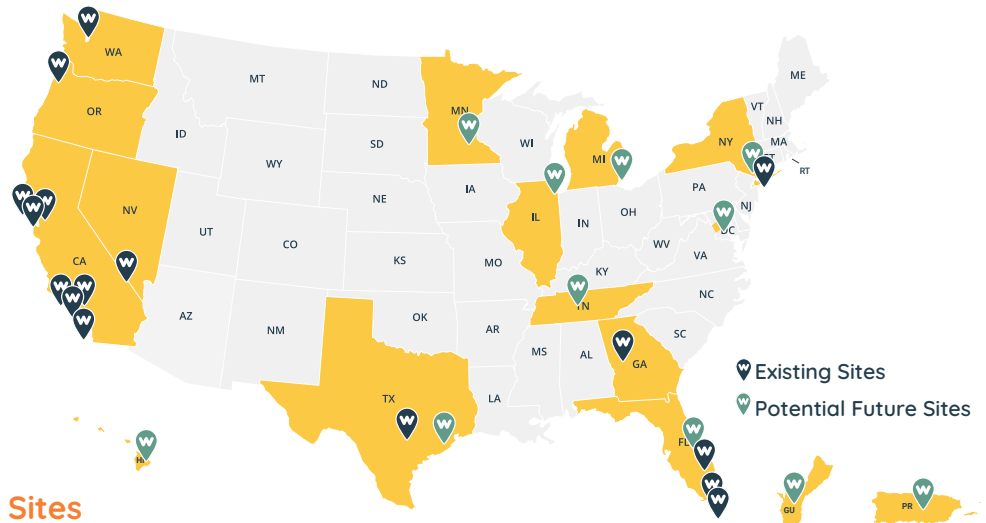 WA
MT
ND
MN
ME
VT
NH
OR
ID
SD
WI
MI
NY
MA
CT
RT
WY
IA
PA
NJ
NV
NE
IL
IN
OH
DC
UT
CO
KS
MO
WV
VA
KY
CA
NC
TN
AZ
NM
OK
AR
SC
MS
AL
GA
TX
LA
FL
HI
GU
PR
W Existing Sites
W Potential Future Sites
Sites